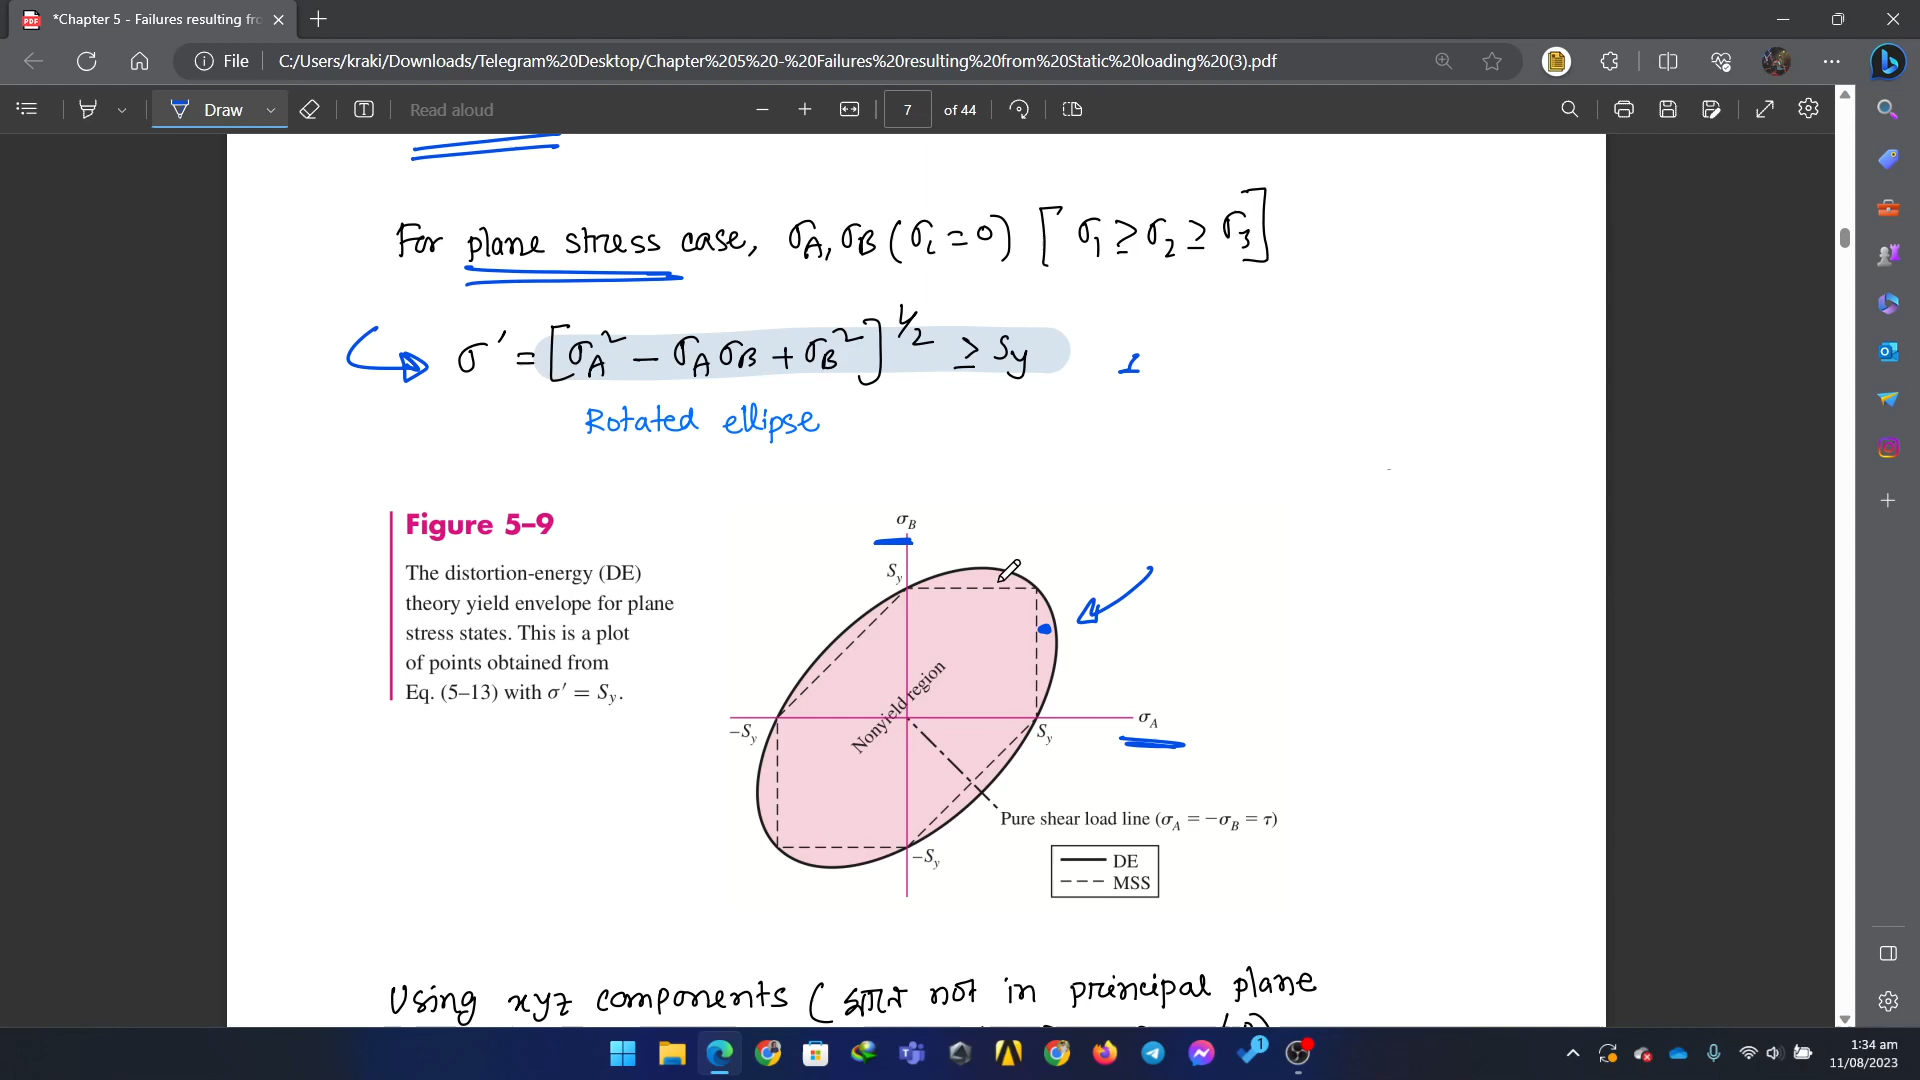 *Chapter 5 - Failures resulting fro
File
C:/Users/kraki/Downloads/Telegram%20Desktop/Chapter%205%20-%20Failures%20resulting%20from%20Static%20loading%20(3).pdf
Draw
Read aloud
7
of 44
For plane stress case, σA, σB (σc = 0) [ σ1 ≥ σ2 ≥ σ3 ]
σ′ = [σA² − σA σB + σB²]^1/2 ≥ Sy
1
Rotated ellipse
Figure 5–9
The distortion-energy (DE)
theory yield envelope for plane
stress states. This is a plot
of points obtained from
Eq. (5–13) with σ′ = Sy.
σB
Sy
Nonyield region
−Sy
Sy
σA
Pure shear load line (σA = −σB = τ)
−Sy
DE
MSS
Using xyz components ( মানে not in principal plane
1
1:34 am
11/08/2023